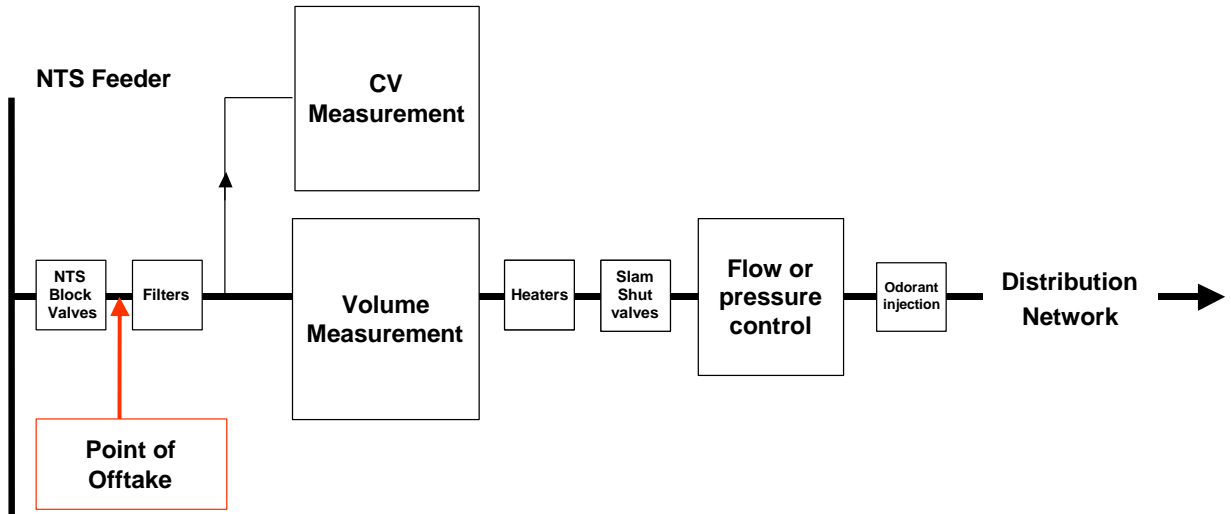 NTS Feeder
CV
Measurement
NTS
Block
Valves
Filters
Volume
Measurement
Heaters
Slam
Shut
valves
Flow or
pressure
control
Odorant
injection
Distribution
Network
Point of
Offtake